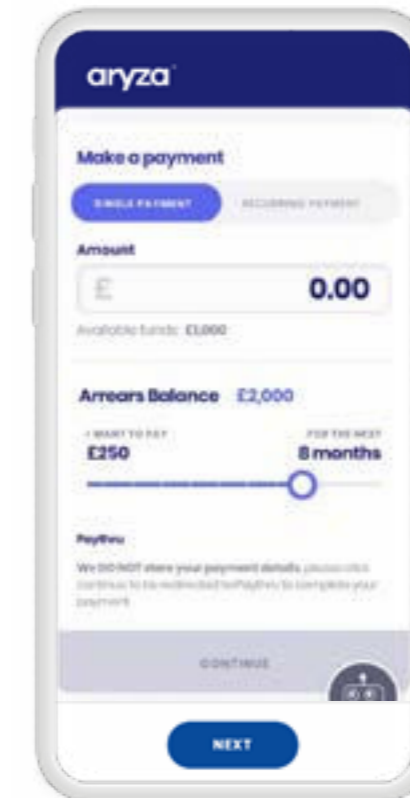 aryza
Make a payment
SINGLE PAYMENT RECURRING PAYMENT
Amount
£ 0.00
Available funds £1,000
Arrears Balance £2,000
I WANT TO PAY FOR THE NEXT
£250 8 months
Paythru
We DO NOT store your payment details, please click
continue to be redirected to Paythru to complete your
payment
CONTINUE
NEXT